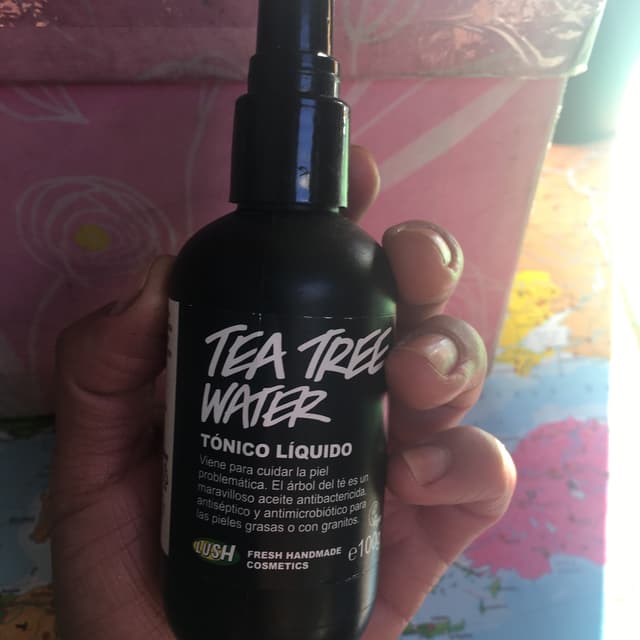 TEA TREE
WATER
TÓNICO LÍQUIDO
Viene para cuidar la piel
problemática. El árbol del té es un
maravilloso aceite antibactericida,
antiséptico y antimicrobiótico para
las pieles grasas o con granitos.
LUSH
FRESH HANDMADE
COSMETICS
e100g